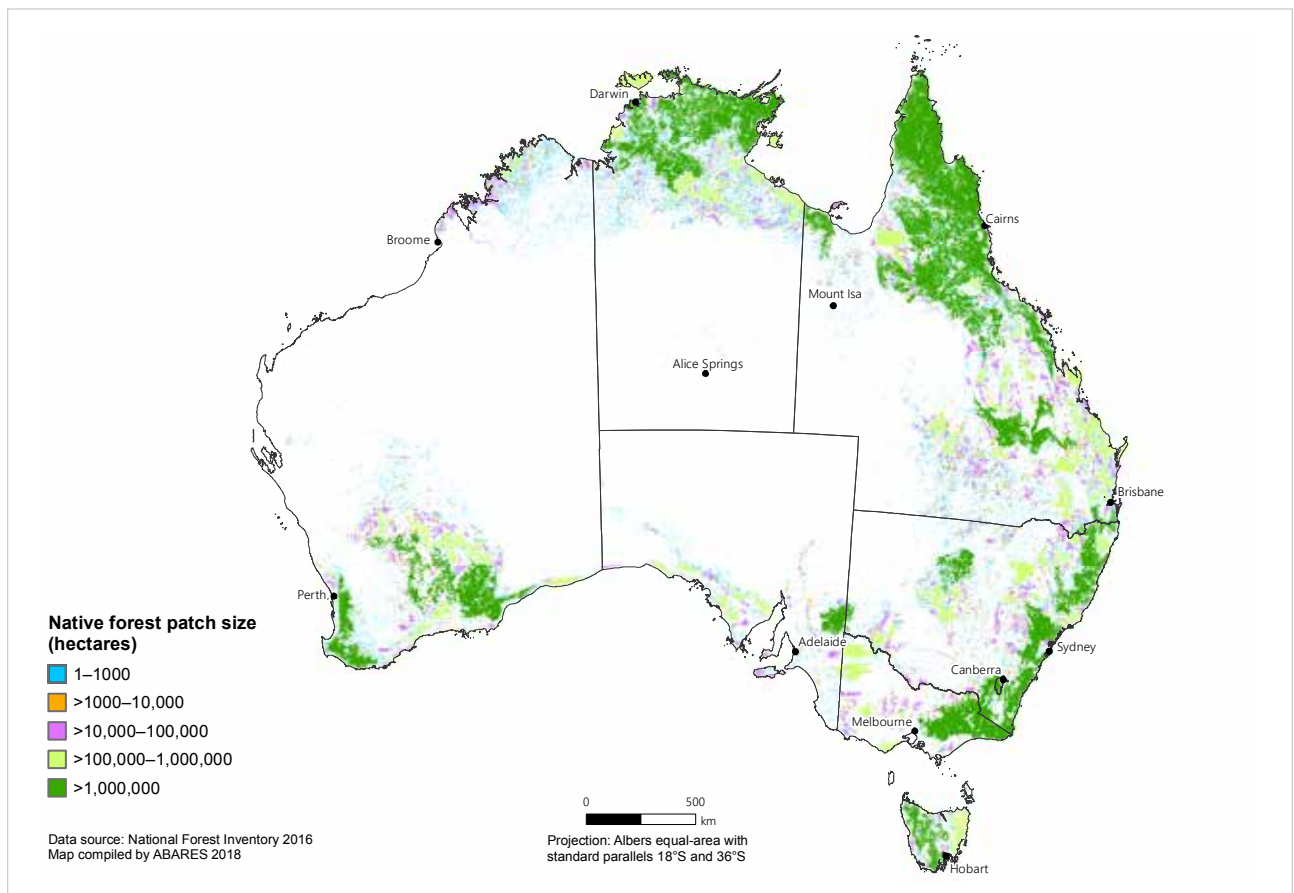 Darwin
Cairns
Broome
Mount Isa
Alice Springs
Brisbane
Perth
Adelaide
Sydney
Canberra
Melbourne
Hobart
Native forest patch size
(hectares)
1–1000
>1000–10,000
>10,000–100,000
>100,000–1,000,000
>1,000,000
Data source: National Forest Inventory 2016
Map compiled by ABARES 2018
0 500
km
Projection: Albers equal-area with
standard parallels 18°S and 36°S